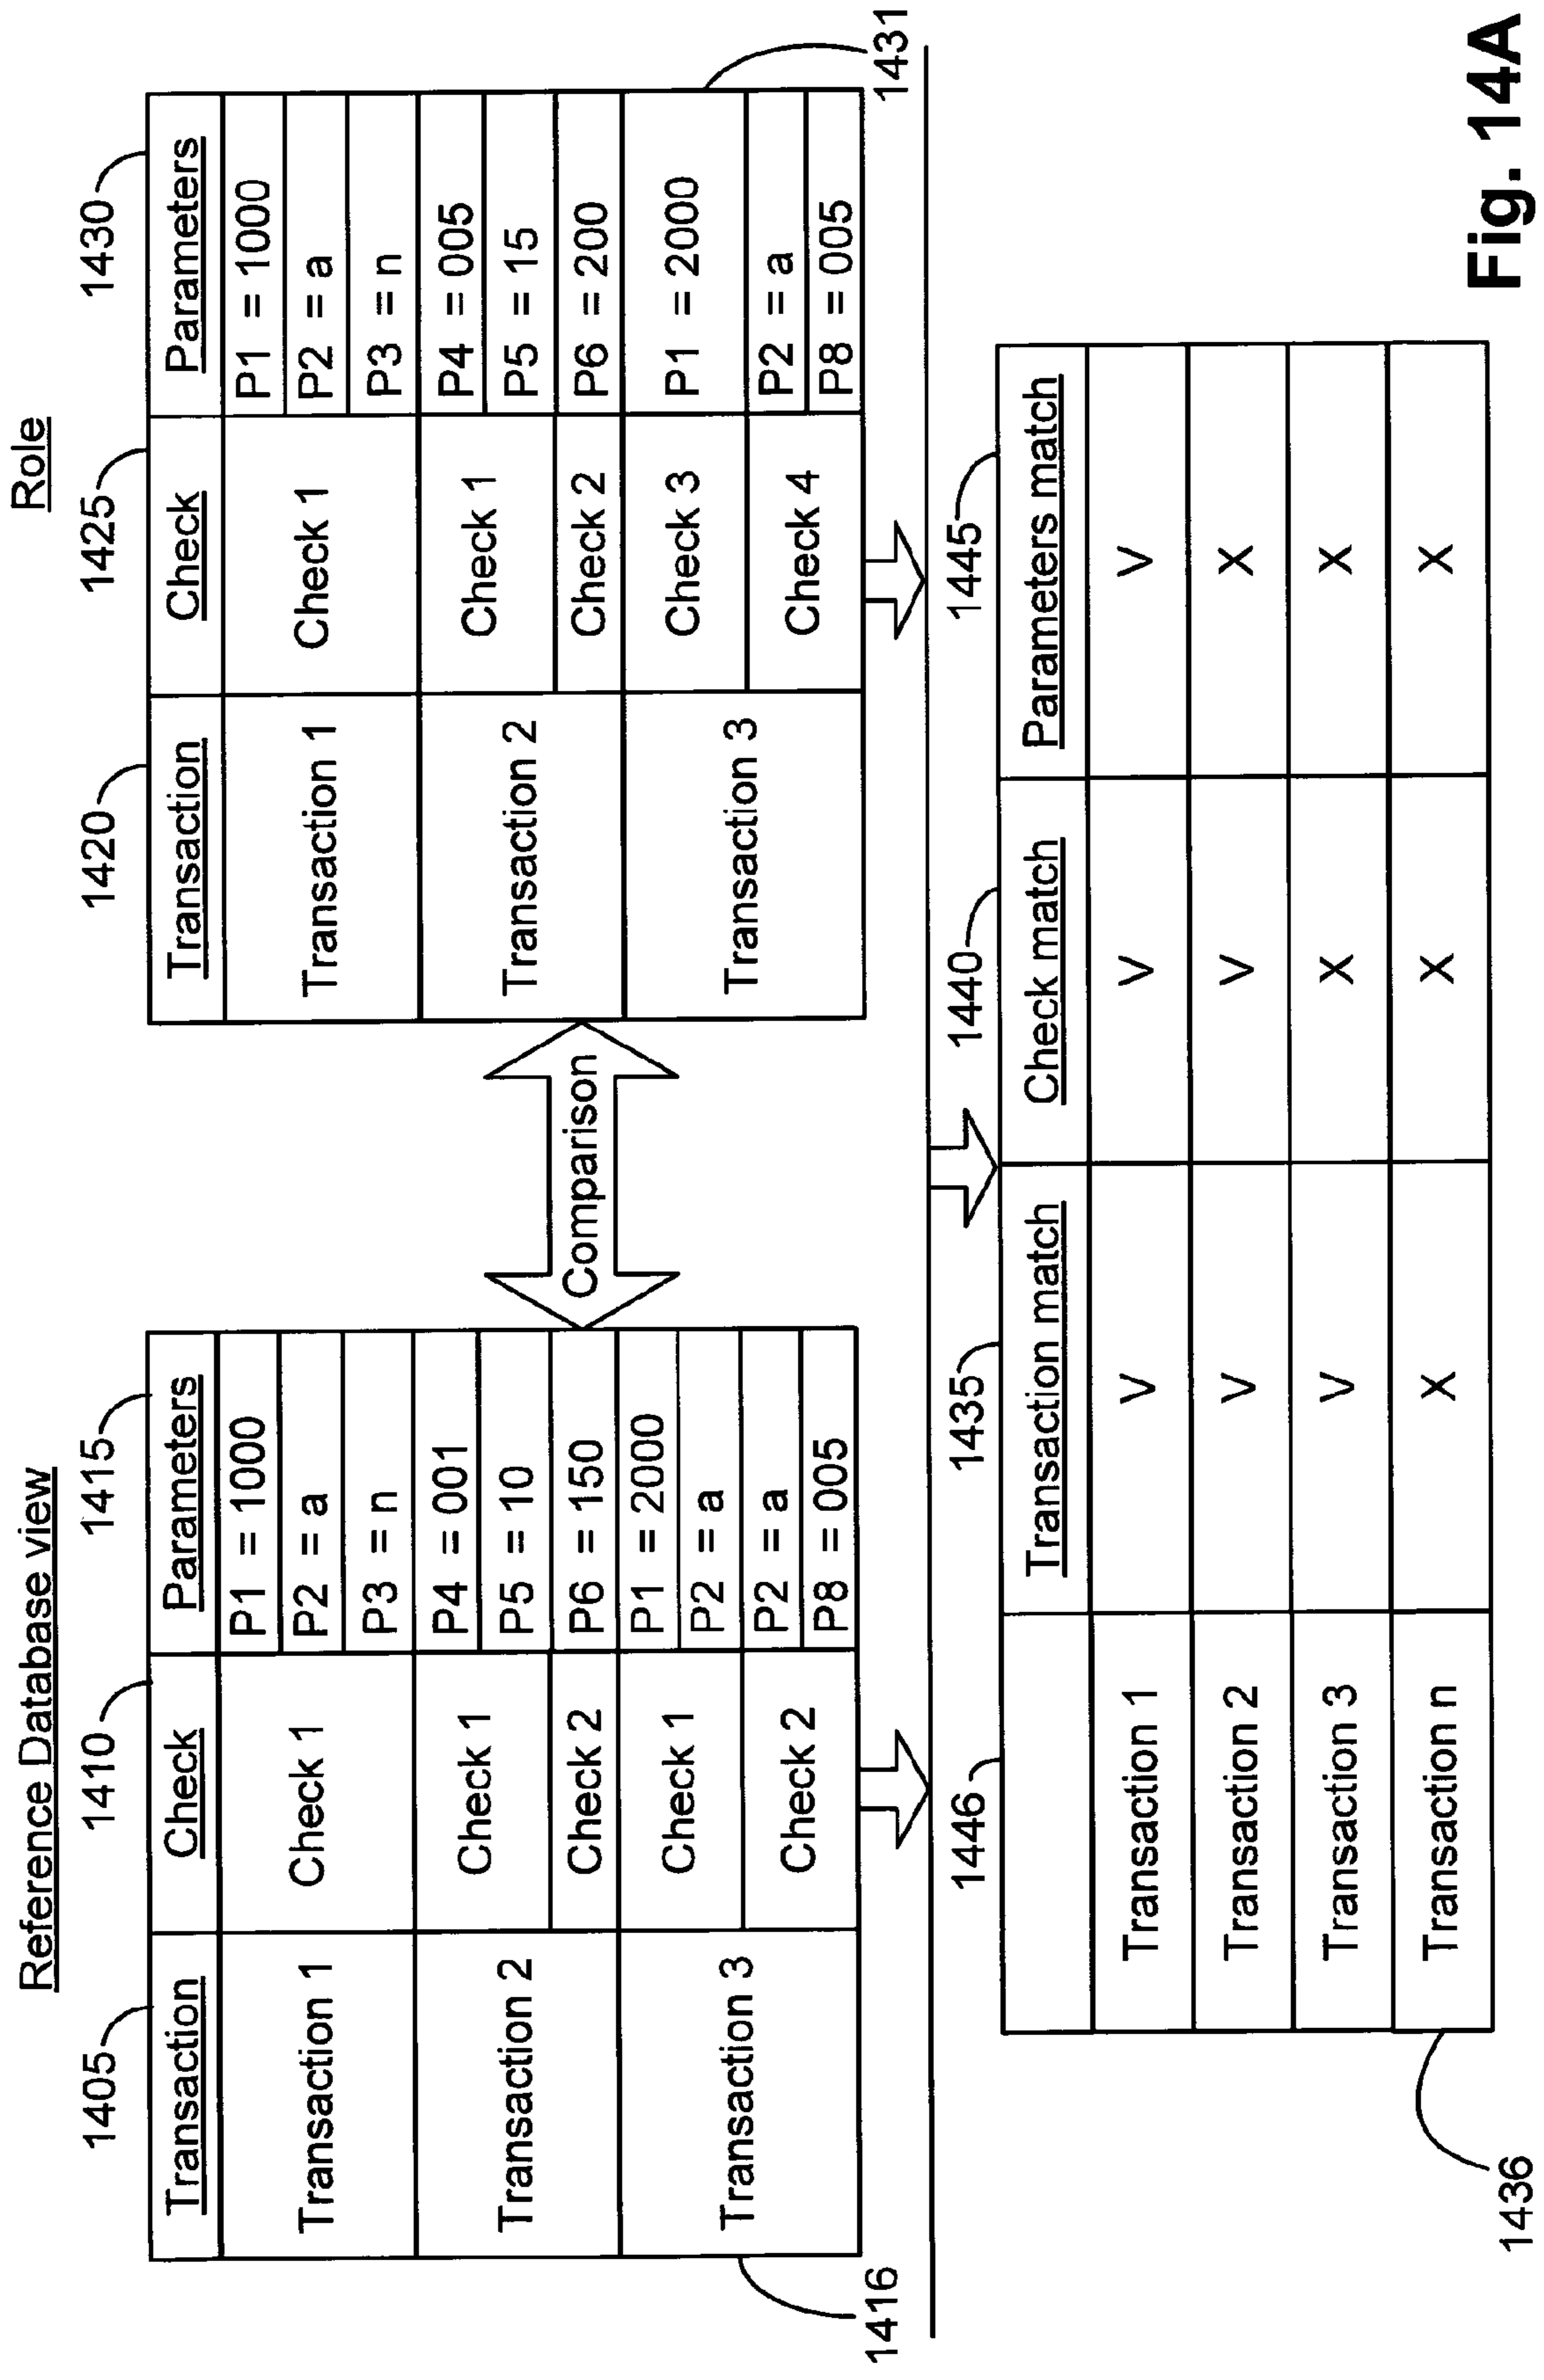 Reference Database view
1405 1410 1415
Transaction Check Parameters
Transaction 1 Check 1 P1 = 1000
P2 = a
P3 = n
Transaction 2 Check 1 P4 = 001
P5 = 10
Check 2 P6 = 150
Transaction 3 Check 1 P1 = 2000
P2 = a
Check 2 P2 = a
P8 = 005
1416
Comparison
Role
1420 1425 1430
Transaction Check Parameters
Transaction 1 Check 1 P1 = 1000
P2 = a
P3 = n
Transaction 2 Check 1 P4 = 005
P5 = 15
Check 2 P6 = 200
Transaction 3 Check 3 P1 = 2000
Check 4 P2 = a
P8 = 005
1431
1446 1435 1440 1445
Transaction match Check match Parameters match
Transaction 1 V V V
Transaction 2 V V X
Transaction 3 V X X
Transaction n X X X
1436
Fig. 14A